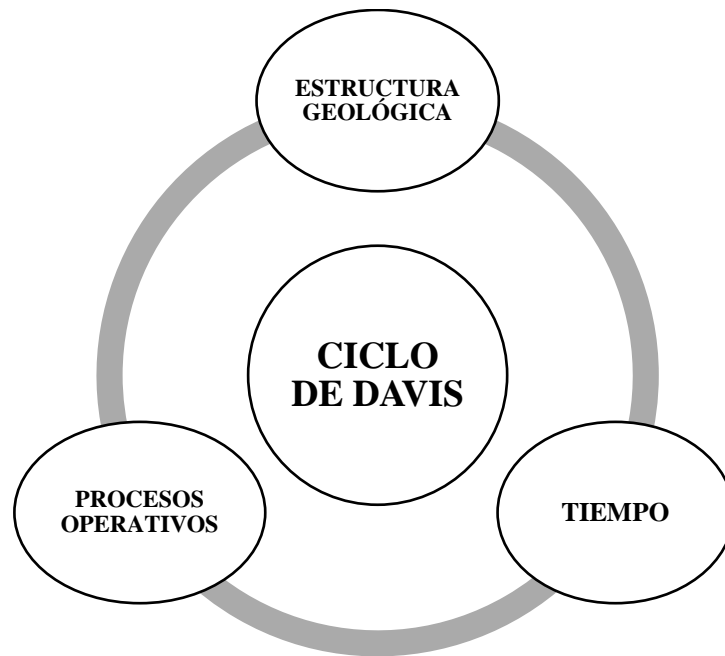 ESTRUCTURA
GEOLÓGICA
CICLO
DE DAVIS
PROCESOS
OPERATIVOS
TIEMPO